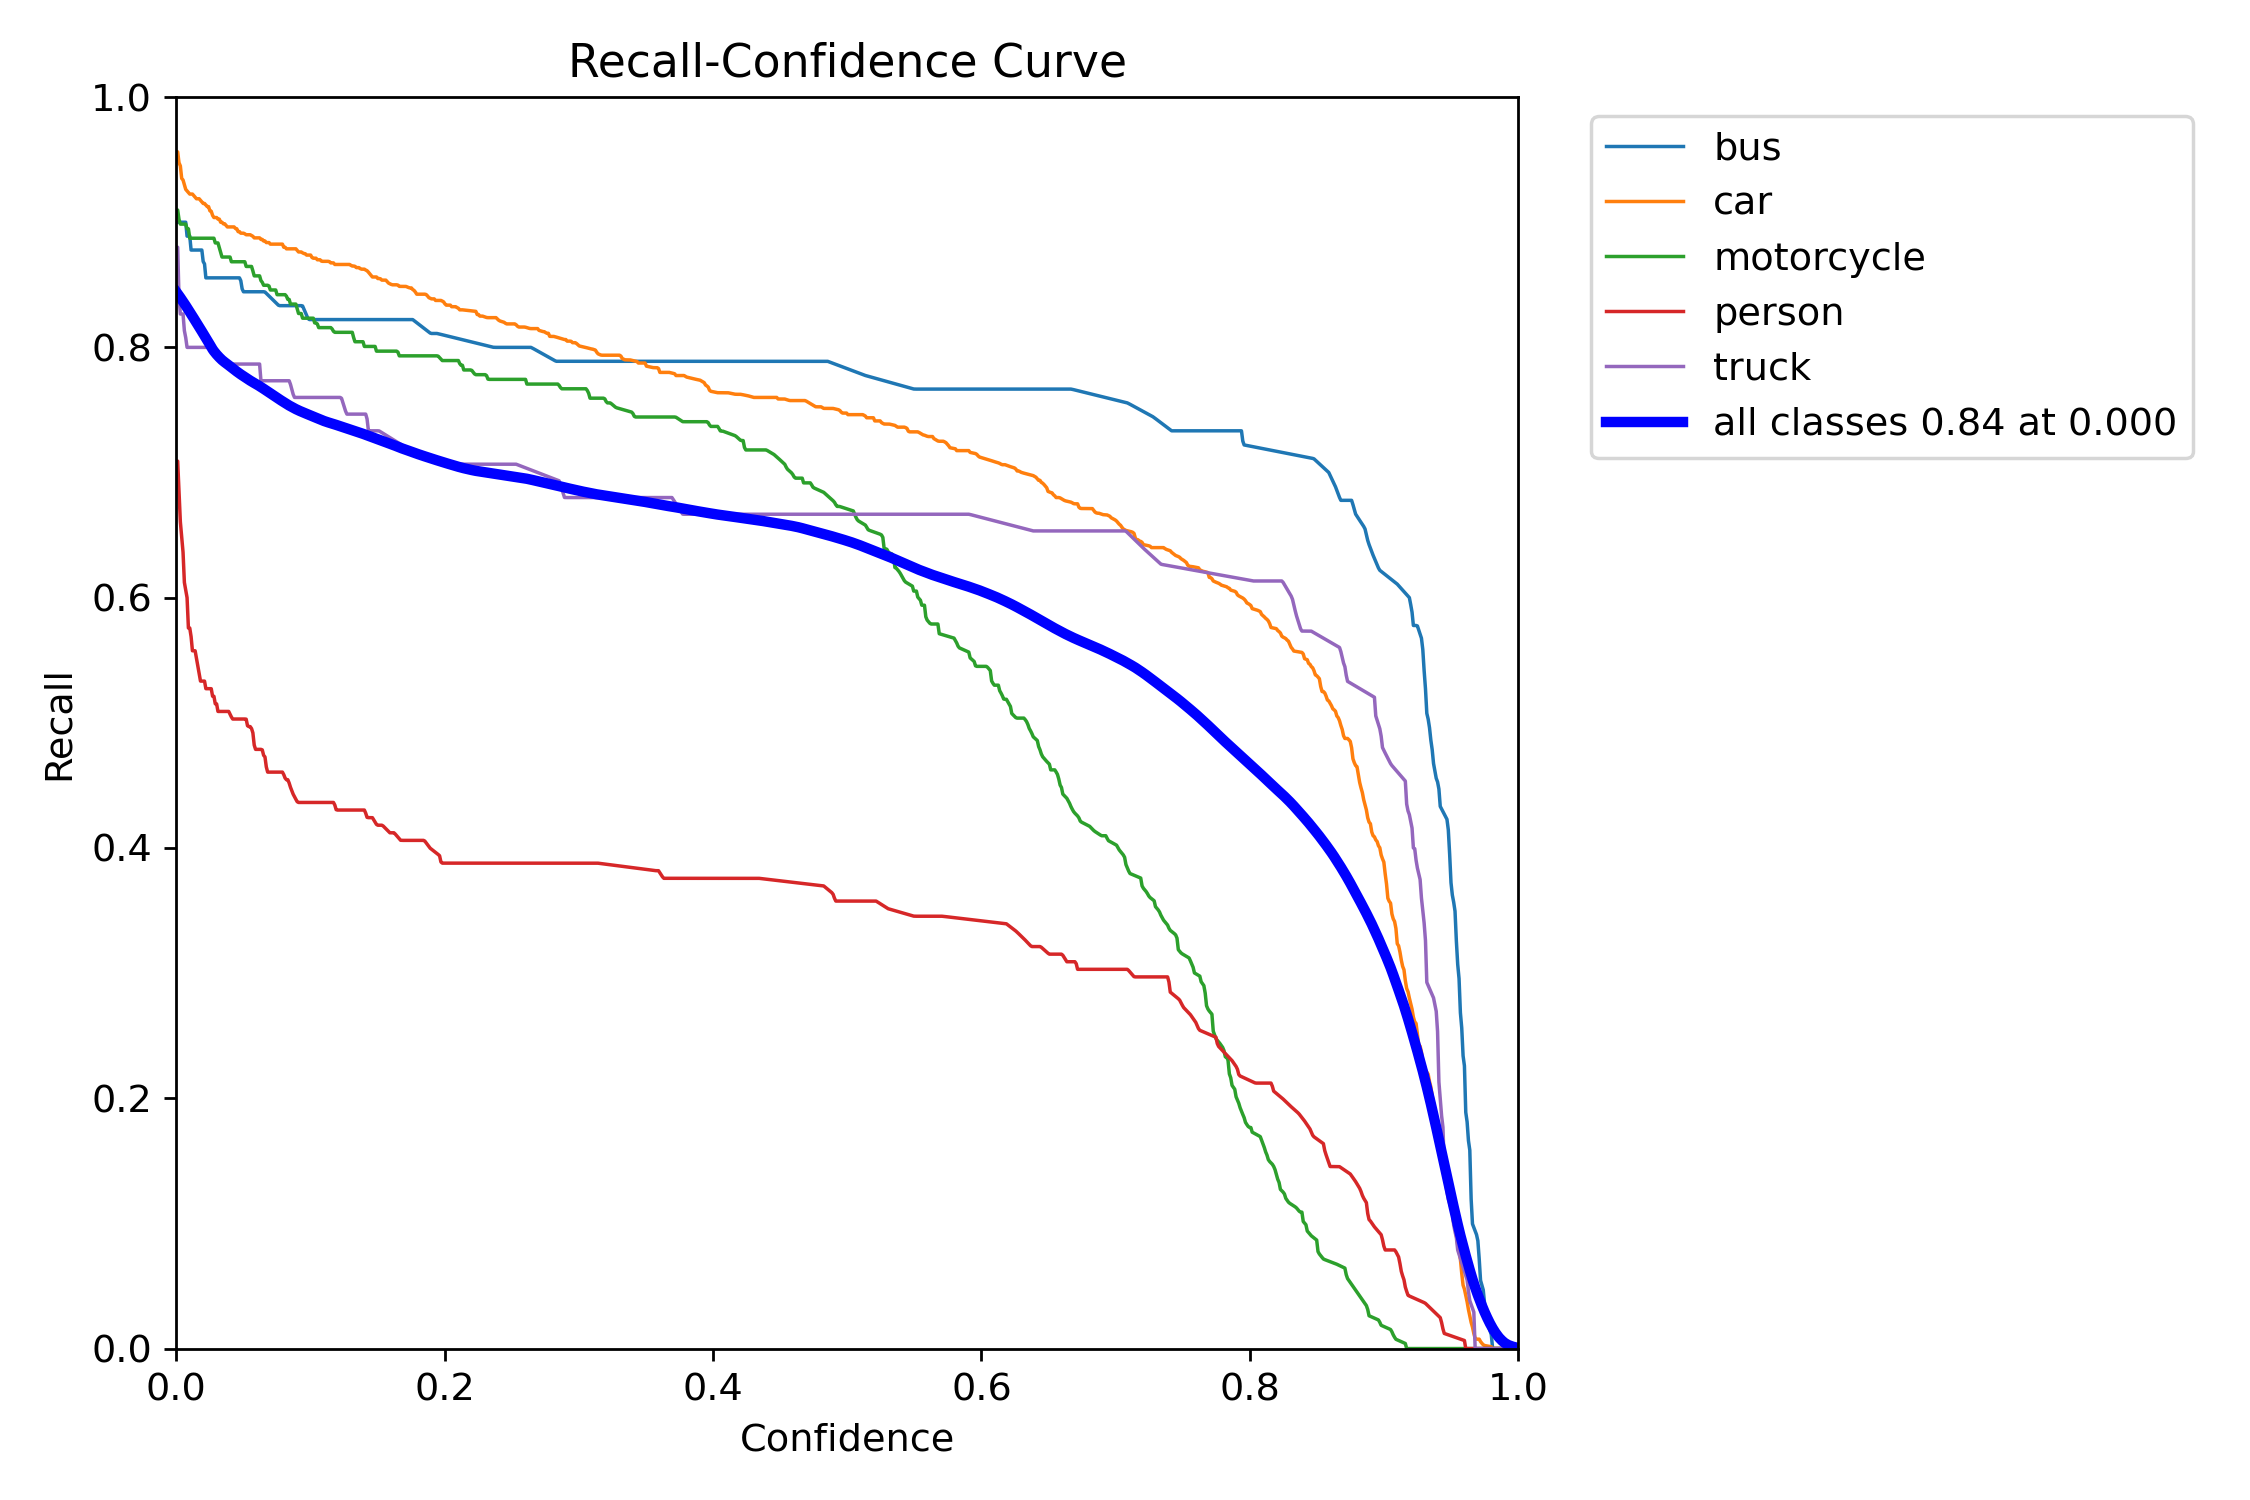 Recall-Confidence Curve
1.0
0.8
0.6
0.4
0.2
0.0
Recall
0.0 0.2 0.4 0.6 0.8 1.0
Confidence
bus
car
motorcycle
person
truck
all classes 0.84 at 0.000